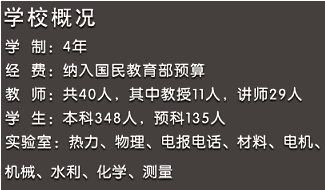 学校概况
学 制：4年
经 费：纳入国民教育部预算
教 师：共40人，其中教授11人，讲师29人
学 生：本科348人，预科135人
实验室：热力、物理、电报电话、材料、电机、
机械、水利、化学、测量